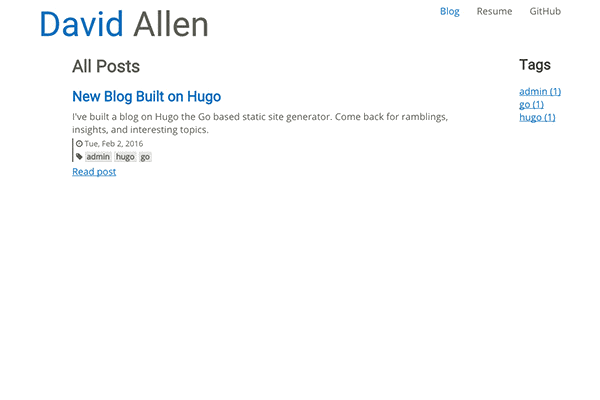 David Allen
Blog Resume GitHub
All Posts
New Blog Built on Hugo
I've built a blog on Hugo the Go based static site generator. Come back for ramblings,
insights, and interesting topics.
Tue, Feb 2, 2016
admin hugo go
Read post
Tags
admin (1)
go (1)
hugo (1)